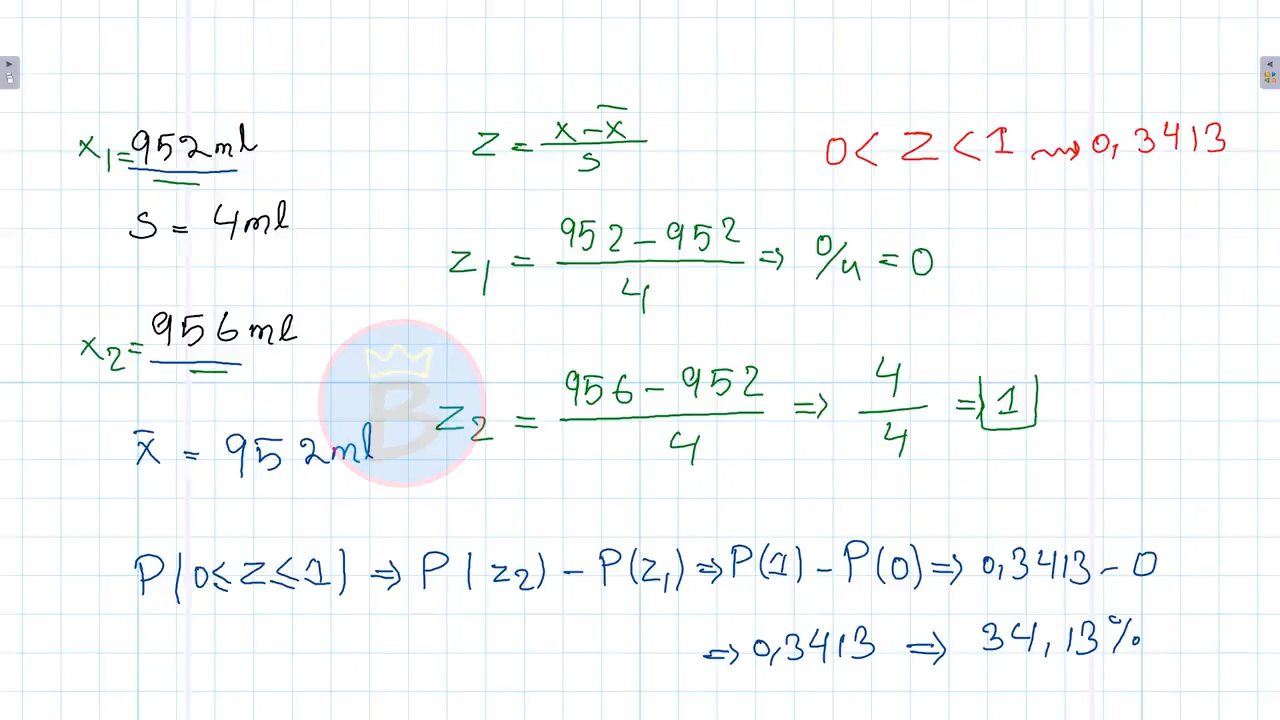 x₁=952ml
S = 4ml
x₂=956ml
x̄ = 952ml
B
Z = (x-x̄)/S
Z₁ = (952-952)/4 ⇒ 0/4 = 0
Z₂ = (956-952)/4 ⇒ 4/4 ⇒ 1
0< Z <1 ⇝ 0,3413
P(0≤Z≤1) ⇒ P(Z₂) - P(Z₁) ⇒ P(1) - P(0) ⇒ 0,3413 - 0
⇒ 0,3413 ⇒ 34,13%